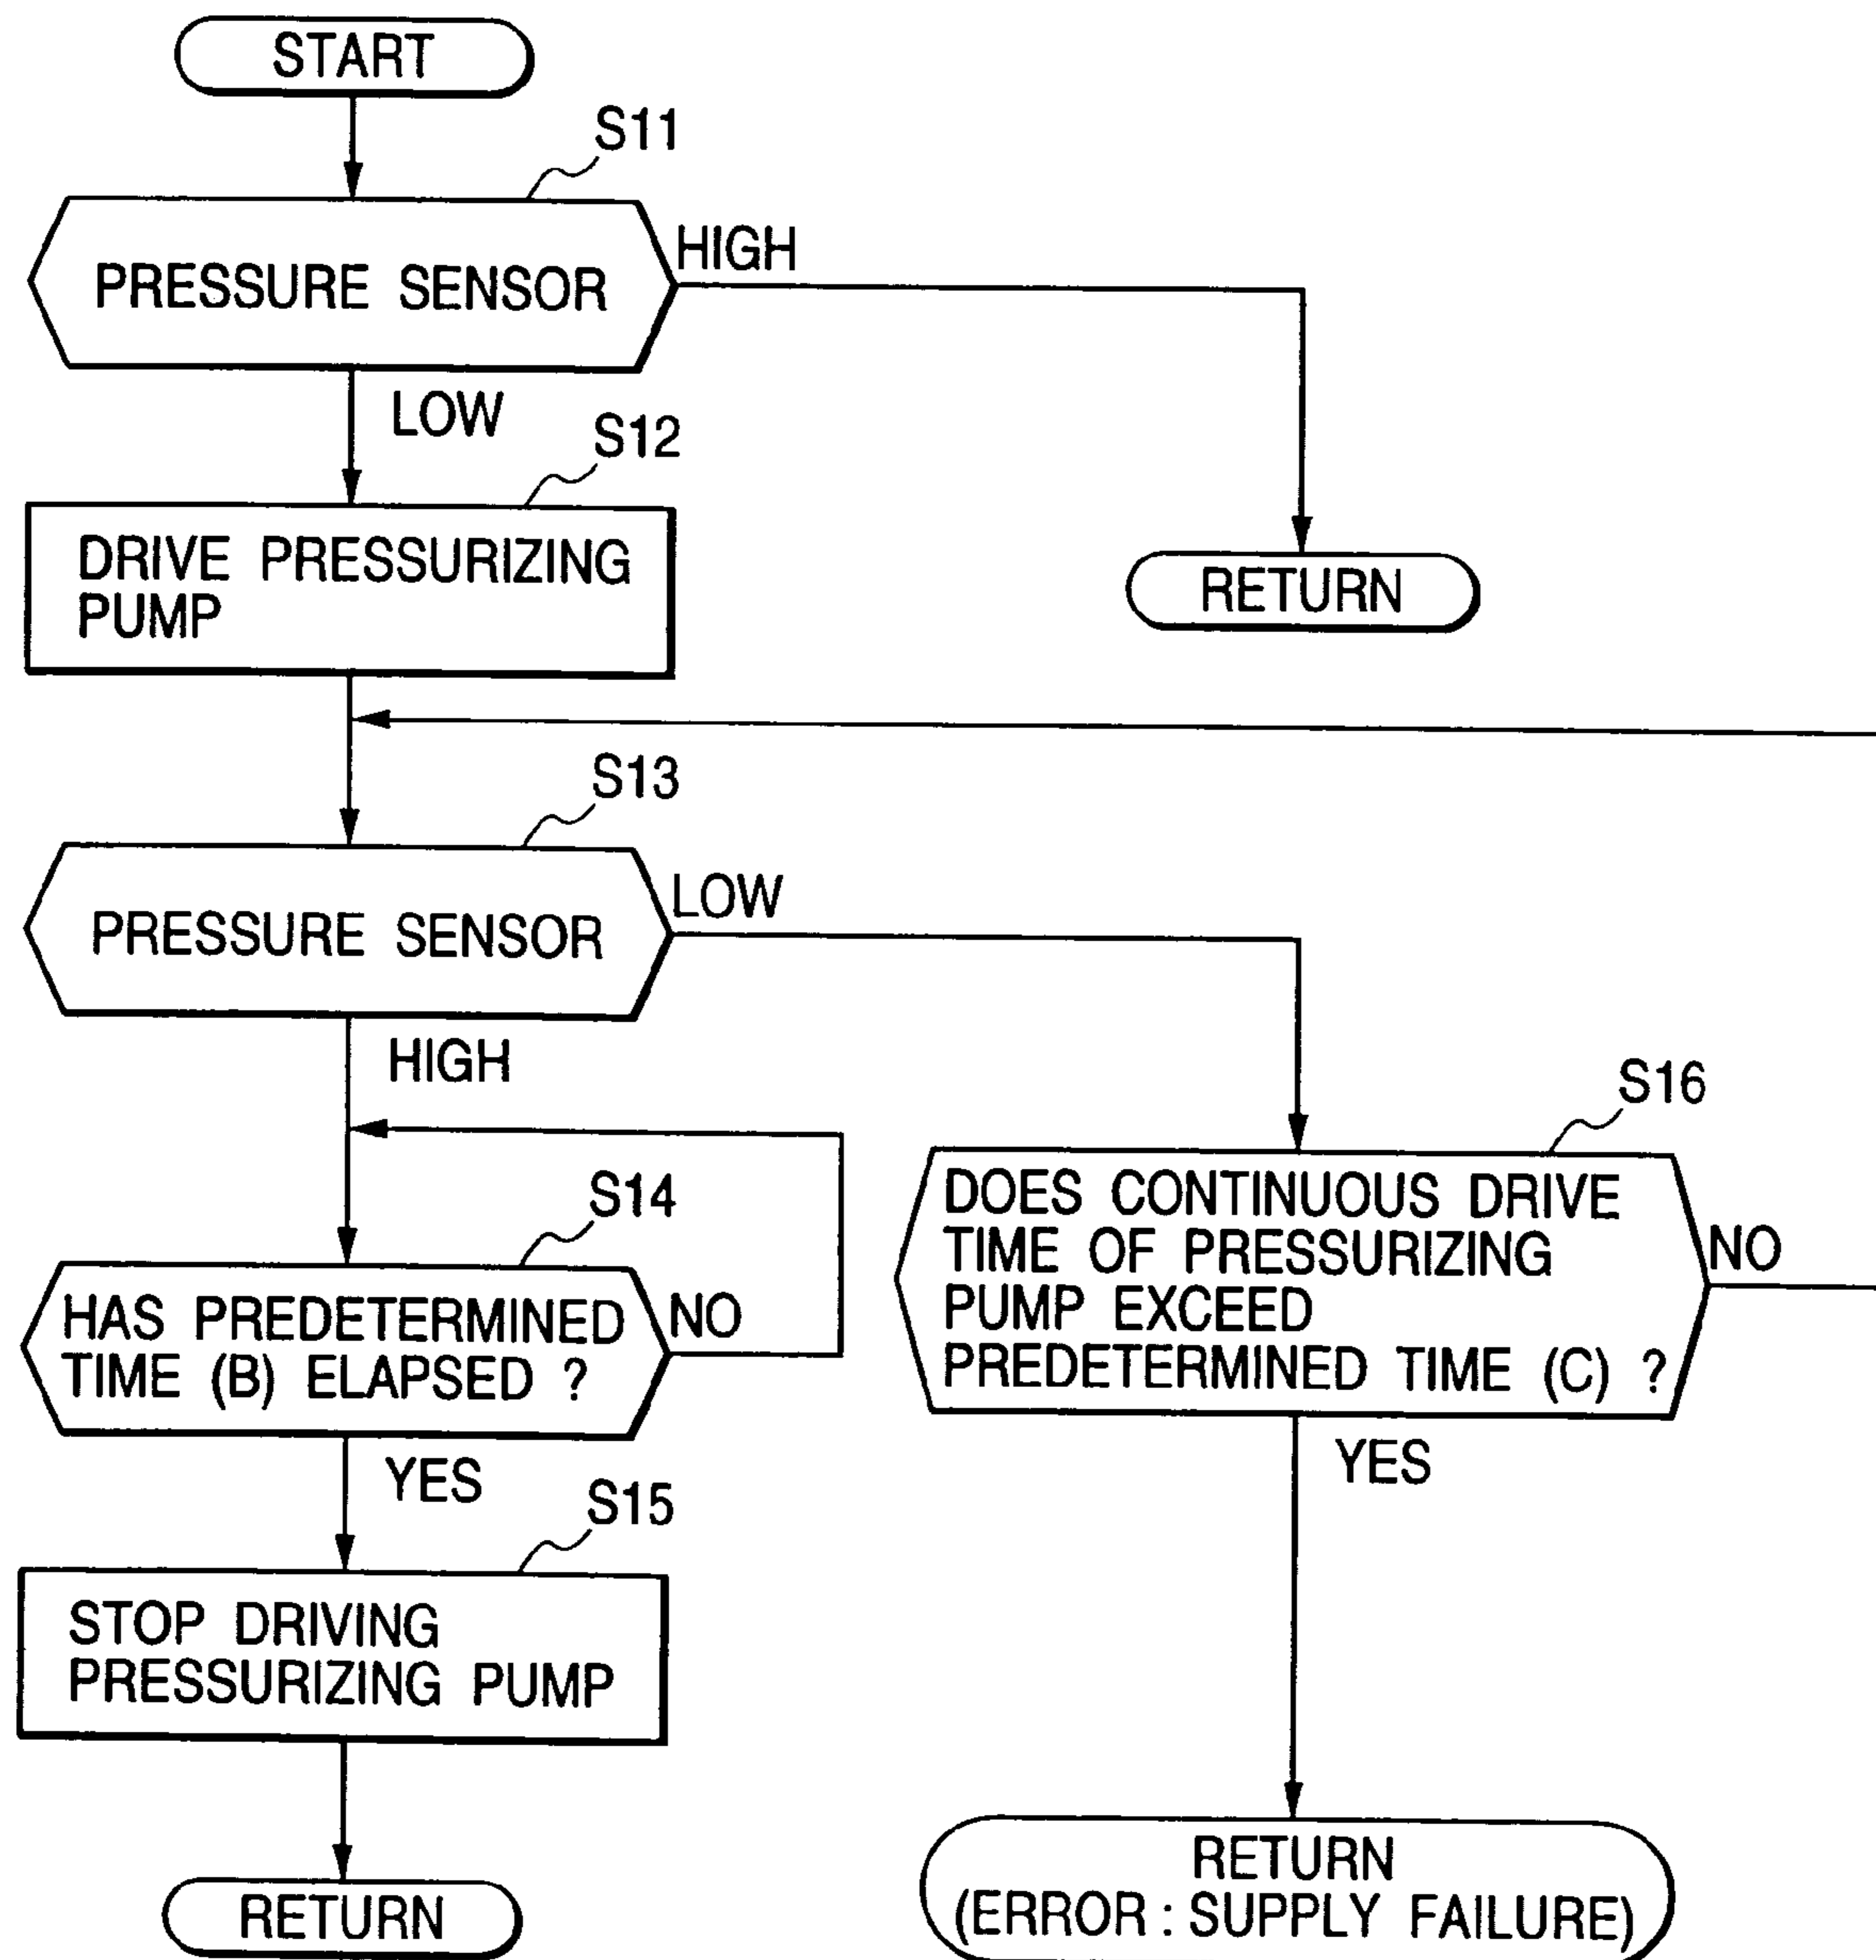 START
S11
PRESSURE SENSOR
HIGH
LOW
S12
DRIVE PRESSURIZING
PUMP
RETURN
S13
PRESSURE SENSOR
LOW
HIGH
S14
HAS PREDETERMINED
TIME (B) ELAPSED ?
NO
YES
S15
STOP DRIVING
PRESSURIZING PUMP
RETURN
S16
DOES CONTINUOUS DRIVE
TIME OF PRESSURIZING
PUMP EXCEED
PREDETERMINED TIME (C) ?
NO
YES
RETURN
(ERROR : SUPPLY FAILURE)